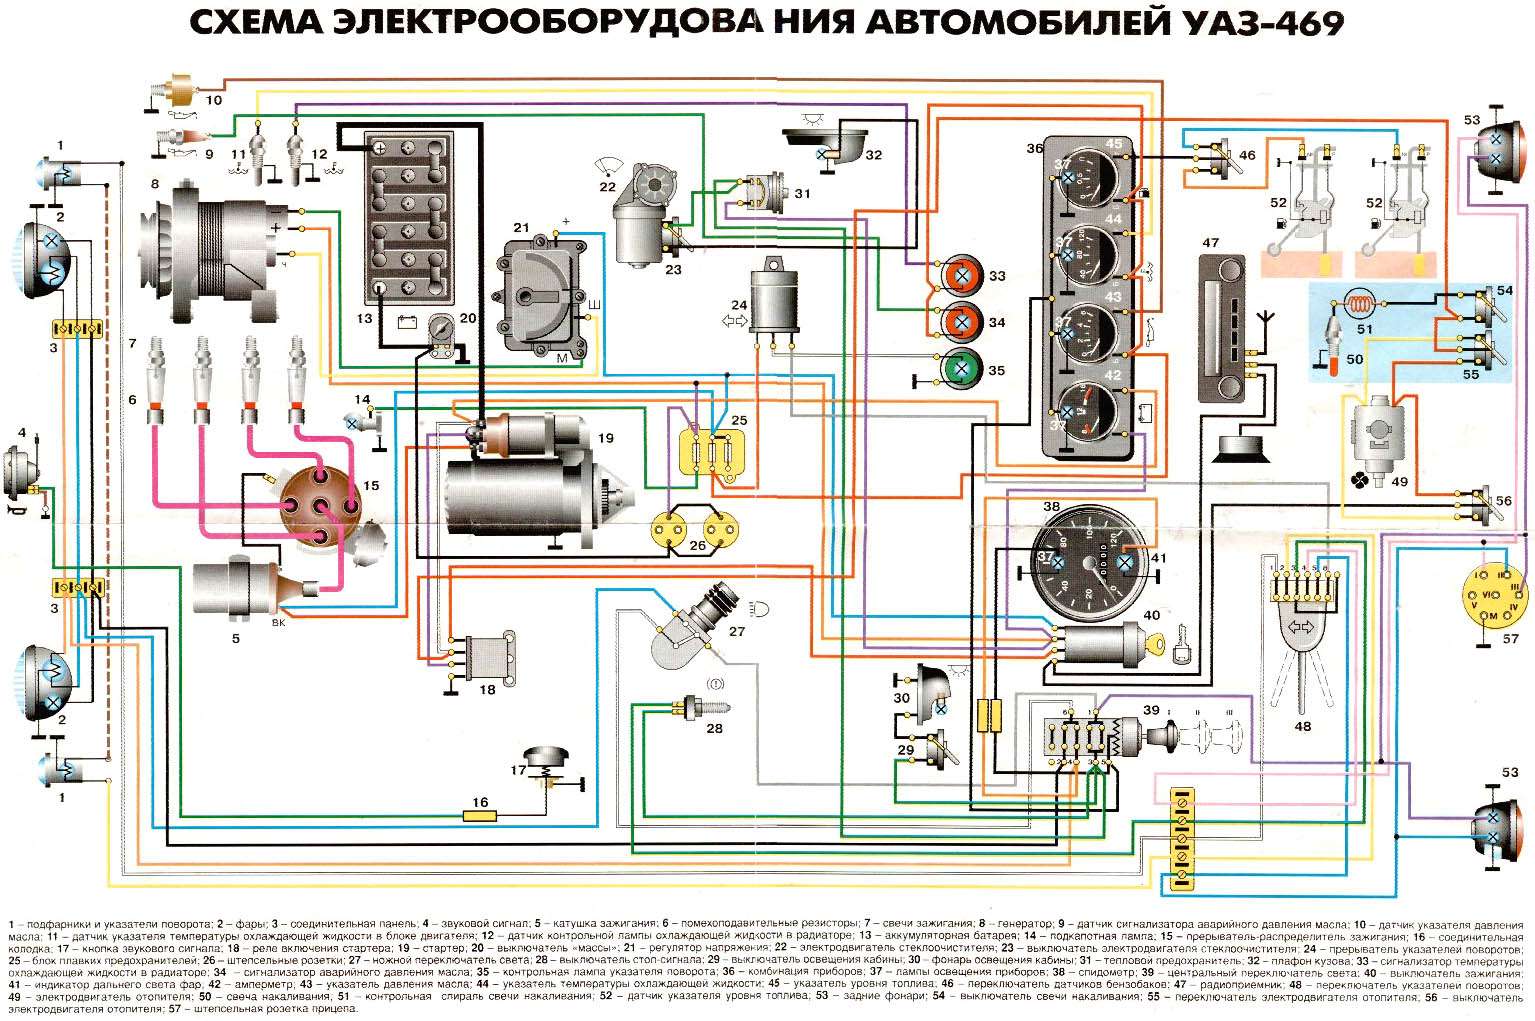 СХЕМА ЭЛЕКТРООБОРУДОВА НИЯ АВТОМОБИЛЕЙ УАЗ-469
10
1
9
11
12
8
2
32
22
31
21
+
23
36
37
45
44
43
42
46
52
52
53
47
33
34
35
24
13
20
Ш
М
3
7
6
14
19
25
54
51
50
55
49
4
15
26
38
37
41
56
5
ВК
3
18
27
28
40
30
29
39
I
II
III
48
57
I
II
III
IV
V
VI
М
2
1
17
16
53
1 – подфарники и указатели поворота; 2 – фары; 3 – соединительная панель; 4 – звуковой сигнал; 5 – катушка зажигания; 6 – помехоподавительные резисторы; 7 – свечи зажигания; 8 – генератор; 9 – датчик сигнализатора аварийного давления масла; 10 – датчик указателя давления
масла; 11 – датчик указателя температуры охлаждающей жидкости в блоке двигателя; 12 – датчик контрольной лампы охлаждающей жидкости в радиаторе; 13 – аккумуляторная батарея; 14 – подкапотная лампа; 15 – прерыватель-распределитель зажигания; 16 – соединительная
колодка; 17 – кнопка звукового сигнала; 18 – реле включения стартера; 19 – стартер; 20 – выключатель «массы»; 21 – регулятор напряжения; 22 – электродвигатель стеклоочистителя; 23 – выключатель электродвигателя стеклоочистителя; 24 – прерыватель указателей поворотов;
25 – блок плавких предохранителей; 26 – штепсельные розетки; 27 – ножной переключатель света; 28 – выключатель стоп-сигнала; 29 – выключатель освещения кабины; 30 – фонарь освещения кабины; 31 – тепловой предохранитель; 32 – плафон кузова; 33 – сигнализатор температуры
охлаждающей жидкости в радиаторе; 34 – сигнализатор аварийного давления масла; 35 – контрольная лампа указателя поворота; 36 – комбинация приборов; 37 – лампы освещения приборов; 38 – спидометр; 39 – центральный переключатель света; 40 – выключатель зажигания;
41 – индикатор дальнего света фар; 42 – амперметр; 43 – указатель давления масла; 44 – указатель температуры охлаждающей жидкости; 45 – указатель уровня топлива; 46 – переключатель датчиков бензобаков; 47 – радиоприемник; 48 – переключатель указателей поворотов;
49 – электродвигатель отопителя; 50 – свеча накаливания; 51 – контрольная спираль свечи накаливания; 52 – датчик указателя уровня топлива; 53 – задние фонари; 54 – выключатель свечи накаливания; 55 – переключатель электродвигателя отопителя; 56 – выключатель
электродвигателя отопителя; 57 – штепсельная розетка прицепа.